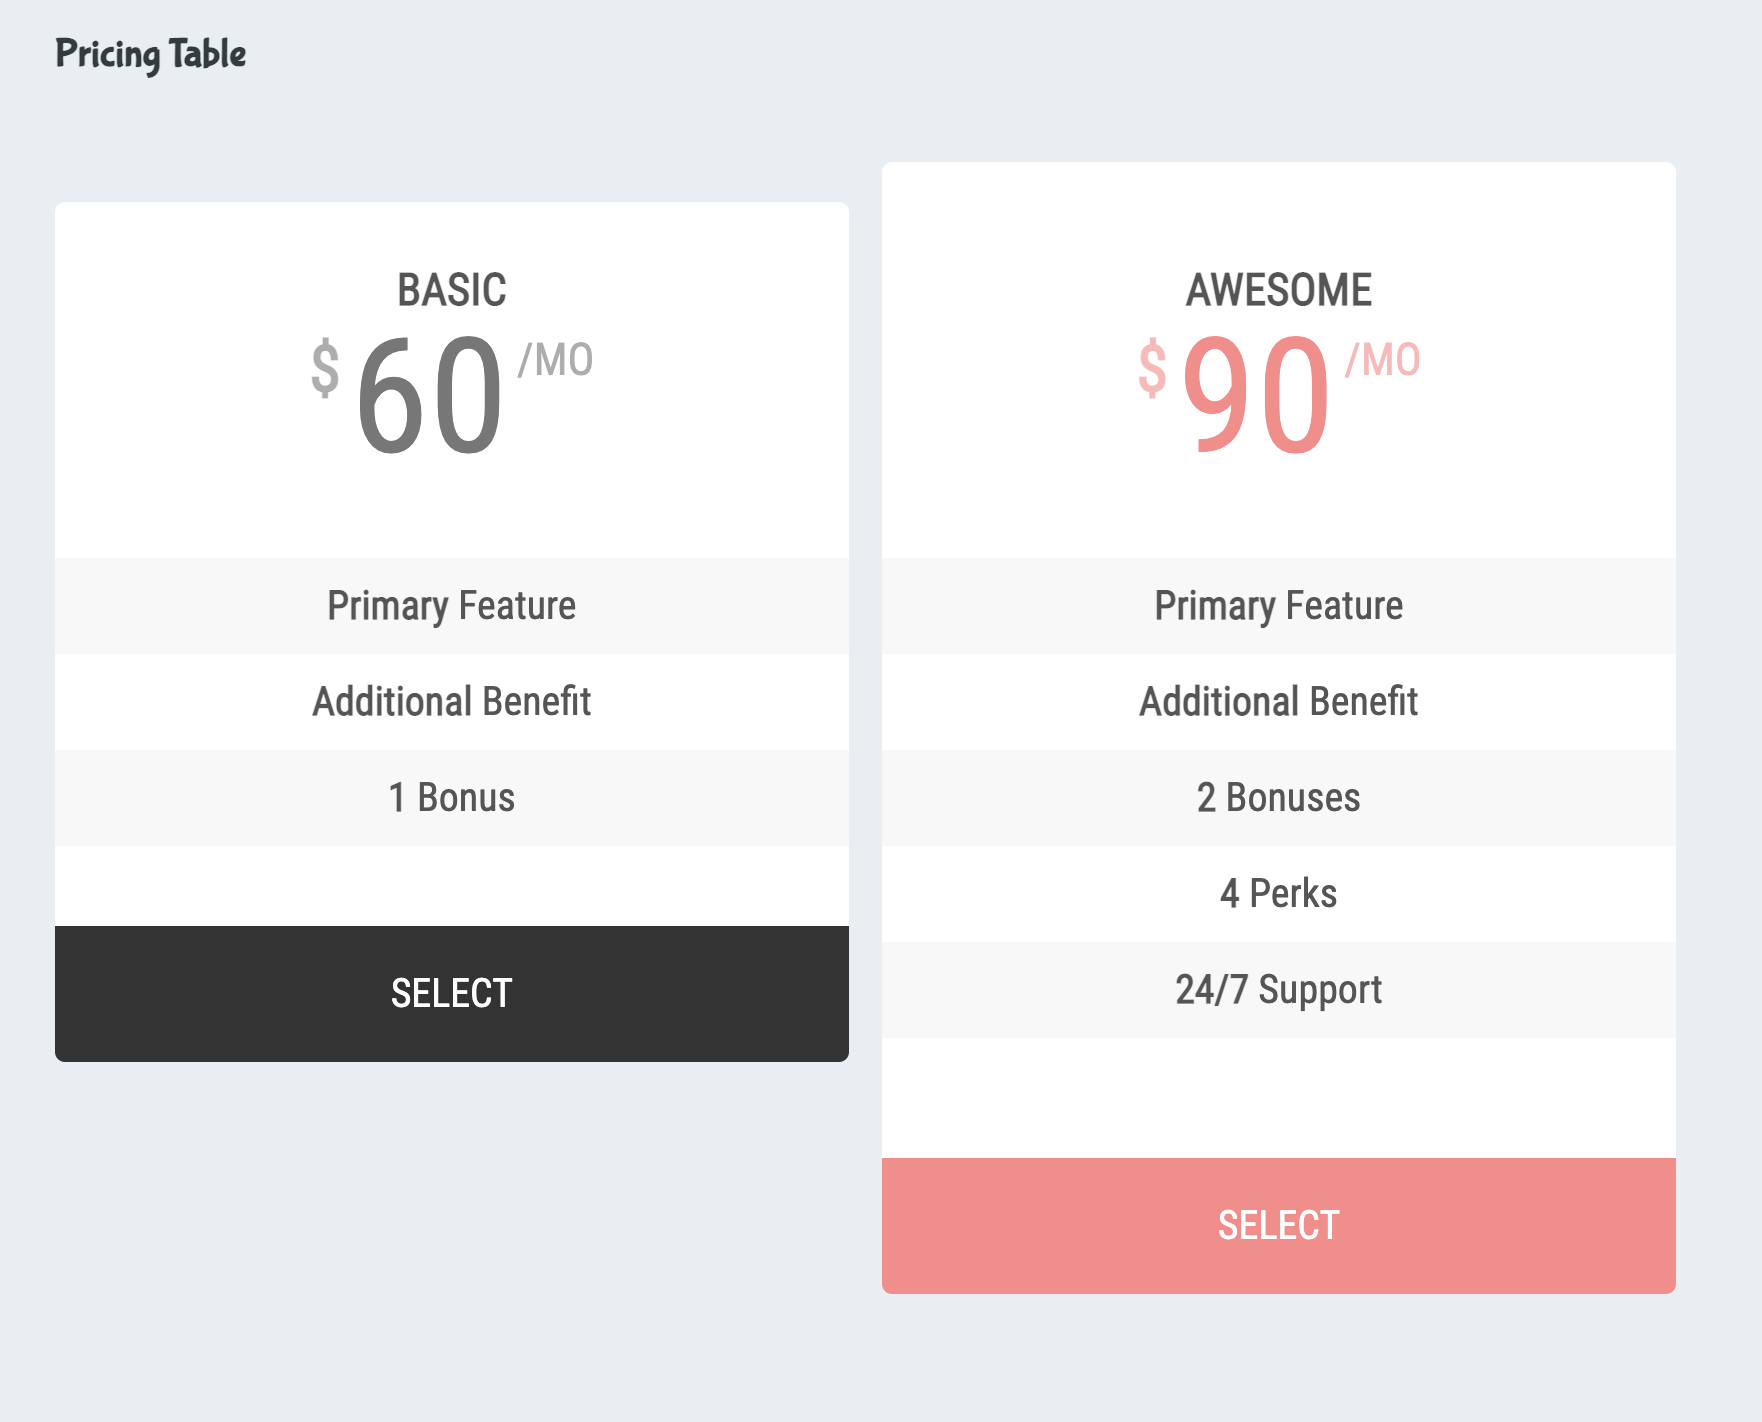 Pricing Table
BASIC
$60/MO
Primary Feature
Additional Benefit
1 Bonus
SELECT
AWESOME
$90/MO
Primary Feature
Additional Benefit
2 Bonuses
4 Perks
24/7 Support
SELECT